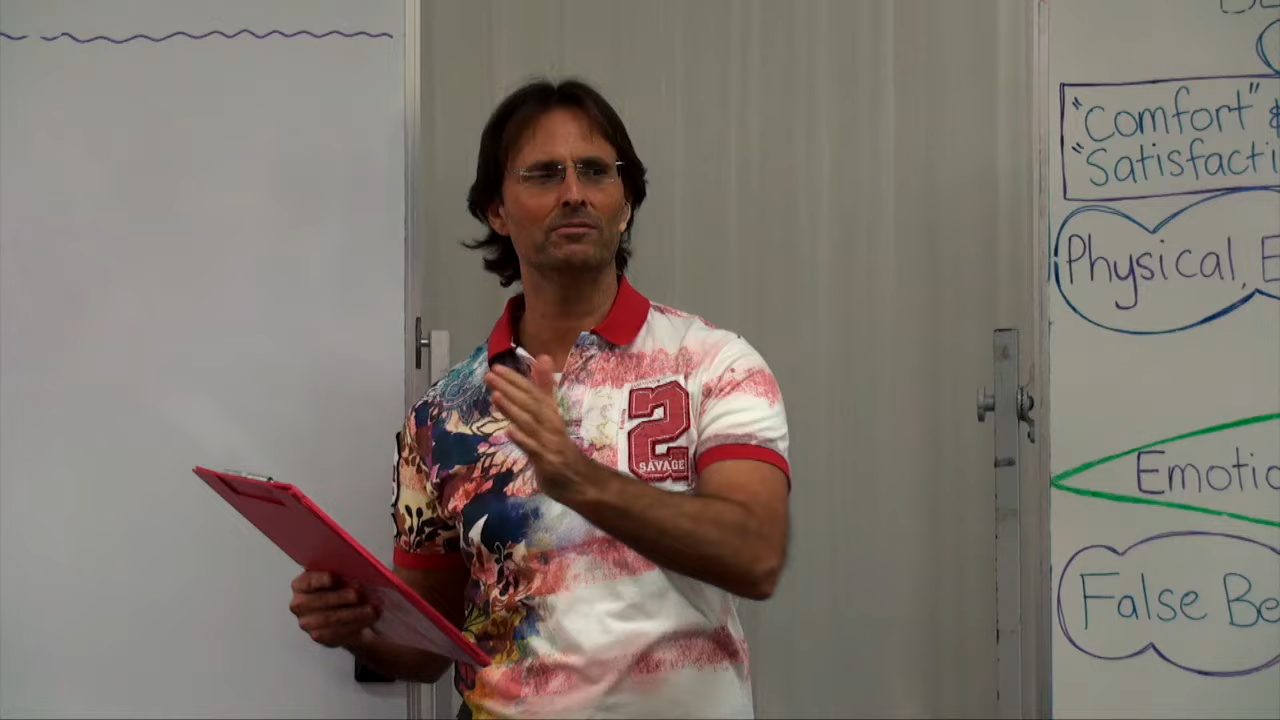 "Comfort" &
"Satisfacti
Physical, E
Emotio
False Be
2
SAVAGE